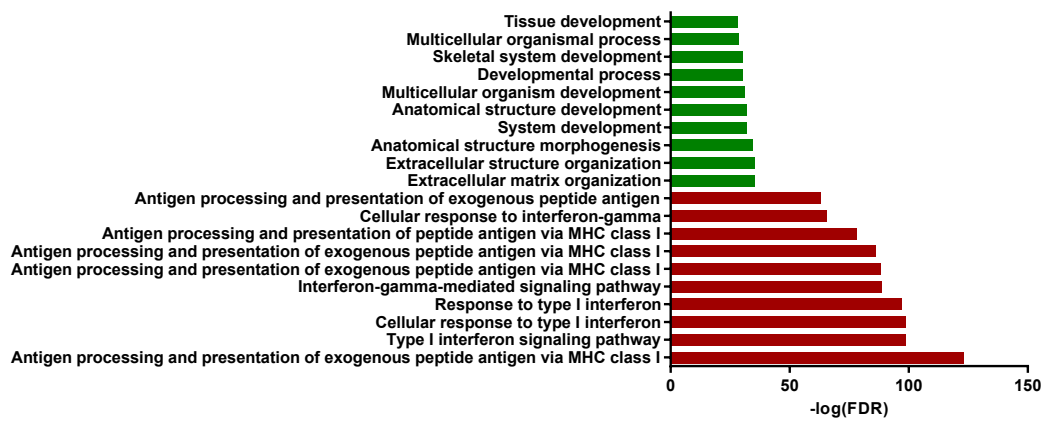 Tissue development
Multicellular organismal process
Skeletal system development
Developmental process
Multicellular organism development
Anatomical structure development
System development
Anatomical structure morphogenesis
Extracellular structure organization
Extracellular matrix organization
Antigen processing and presentation of exogenous peptide antigen
Cellular response to interferon-gamma
Antigen processing and presentation of peptide antigen via MHC class I
Antigen processing and presentation of exogenous peptide antigen via MHC class I
Antigen processing and presentation of exogenous peptide antigen via MHC class I
Interferon-gamma-mediated signaling pathway
Response to type I interferon
Cellular response to type I interferon
Type I interferon signaling pathway
Antigen processing and presentation of exogenous peptide antigen via MHC class I
0 50 100 150
-log(FDR)